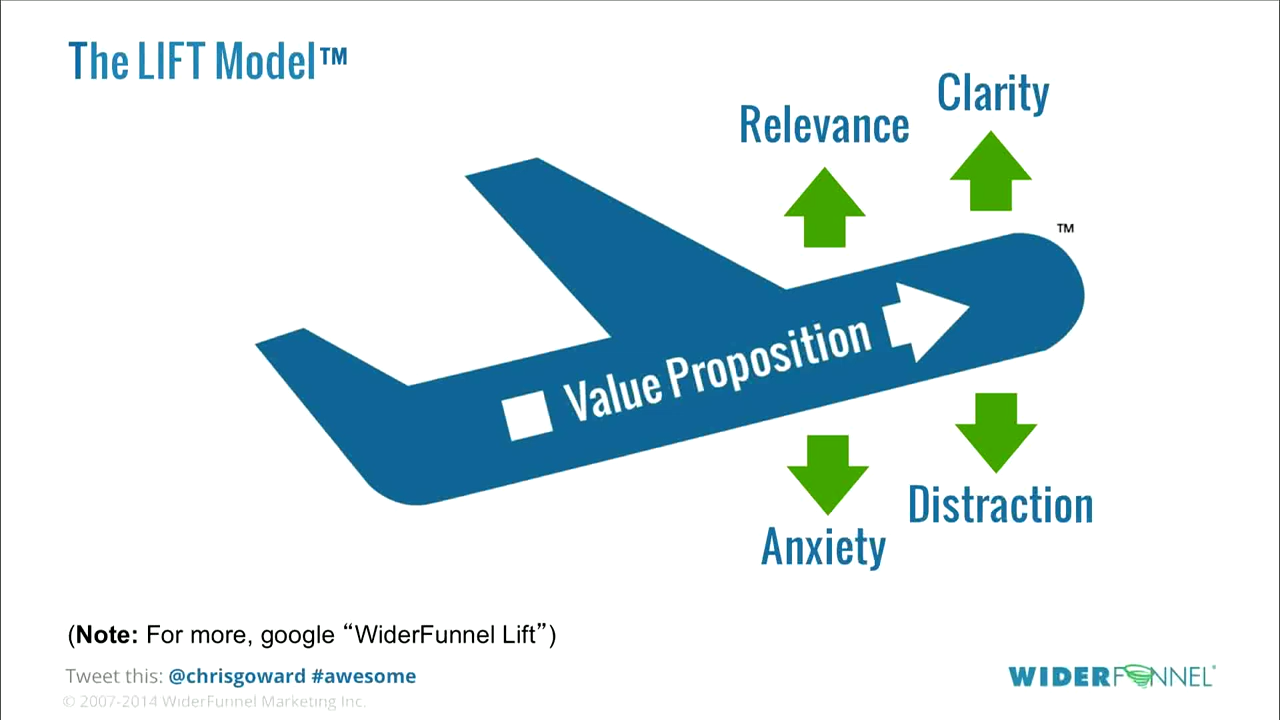 The LIFT Model™
Clarity
Relevance
™
Value Proposition
Distraction
Anxiety
(Note: For more, google “WiderFunnel Lift”)
Tweet this: @chrisgoward #awesome
© 2007-2014 WiderFunnel Marketing Inc.
WIDERFUNNEL®